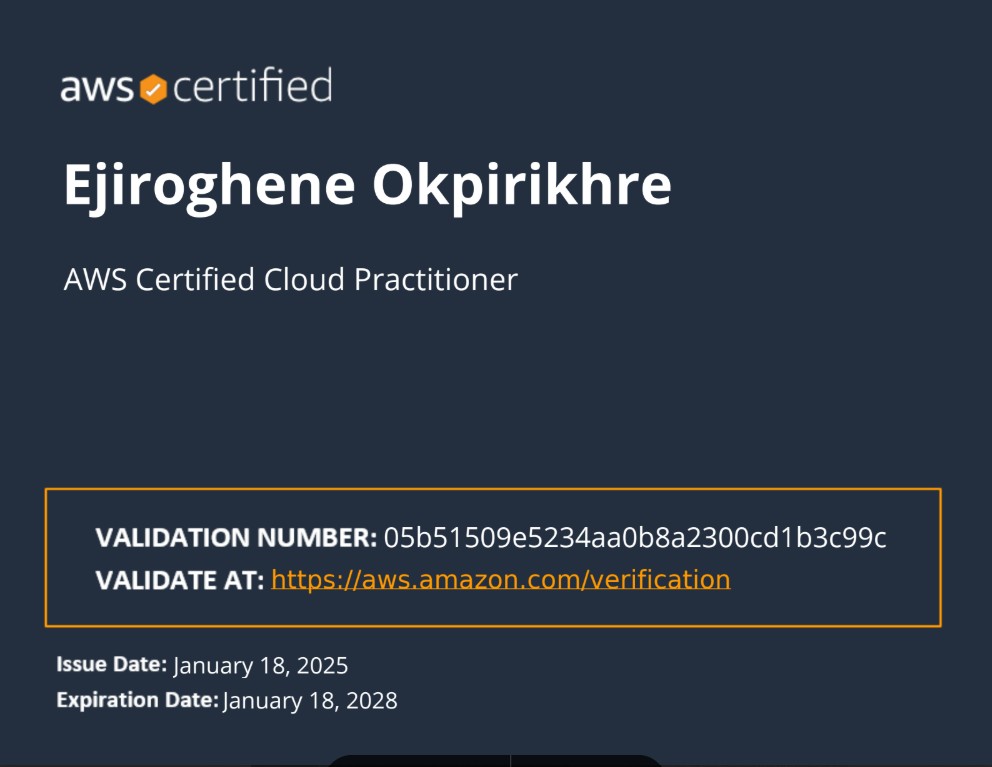 aws certified
Ejiroghene Okpirikhre
AWS Certified Cloud Practitioner
VALIDATION NUMBER: 05b51509e5234aa0b8a2300cd1b3c99c
VALIDATE AT: https://aws.amazon.com/verification
Issue Date: January 18, 2025
Expiration Date: January 18, 2028